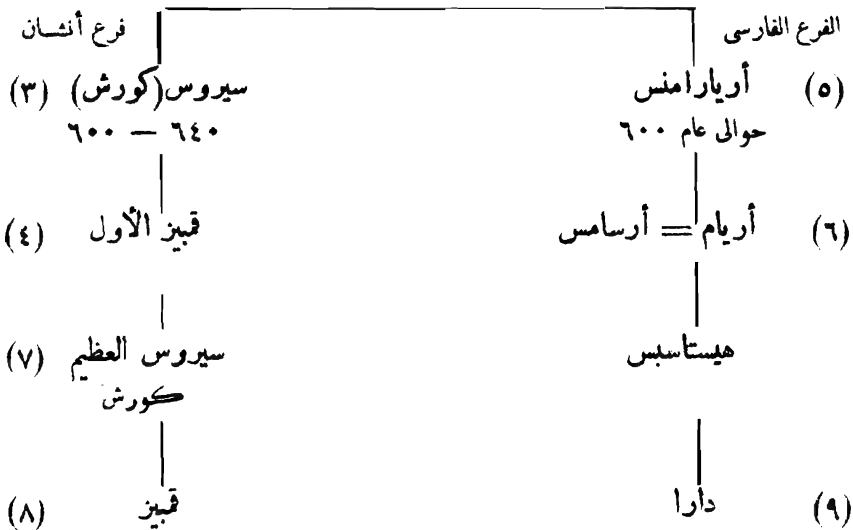 الفرع الفارسى فرع أنشان
(٥) أريارامنس سيروس (كورش) (٣)
حوالى عام ٦٠٠ ٦٤٠ — ٦٠٠
(٦) أريام = أرسامس قمبيز الأول (٤)
هيستاسبس سيروس العظيم (٧)
كورش
(٩) دارا قمبيز (٨)